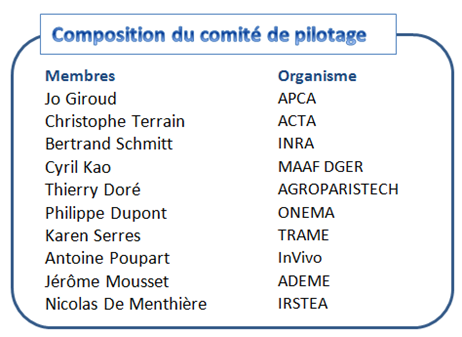 Composition du comité de pilotage
Membres Organisme
Jo Giroud APCA
Christophe Terrain ACTA
Bertrand Schmitt INRA
Cyril Kao MAAF DGER
Thierry Doré AGROPARISTECH
Philippe Dupont ONEMA
Karen Serres TRAME
Antoine Poupart InVivo
Jérôme Mousset ADEME
Nicolas De Menthière IRSTEA